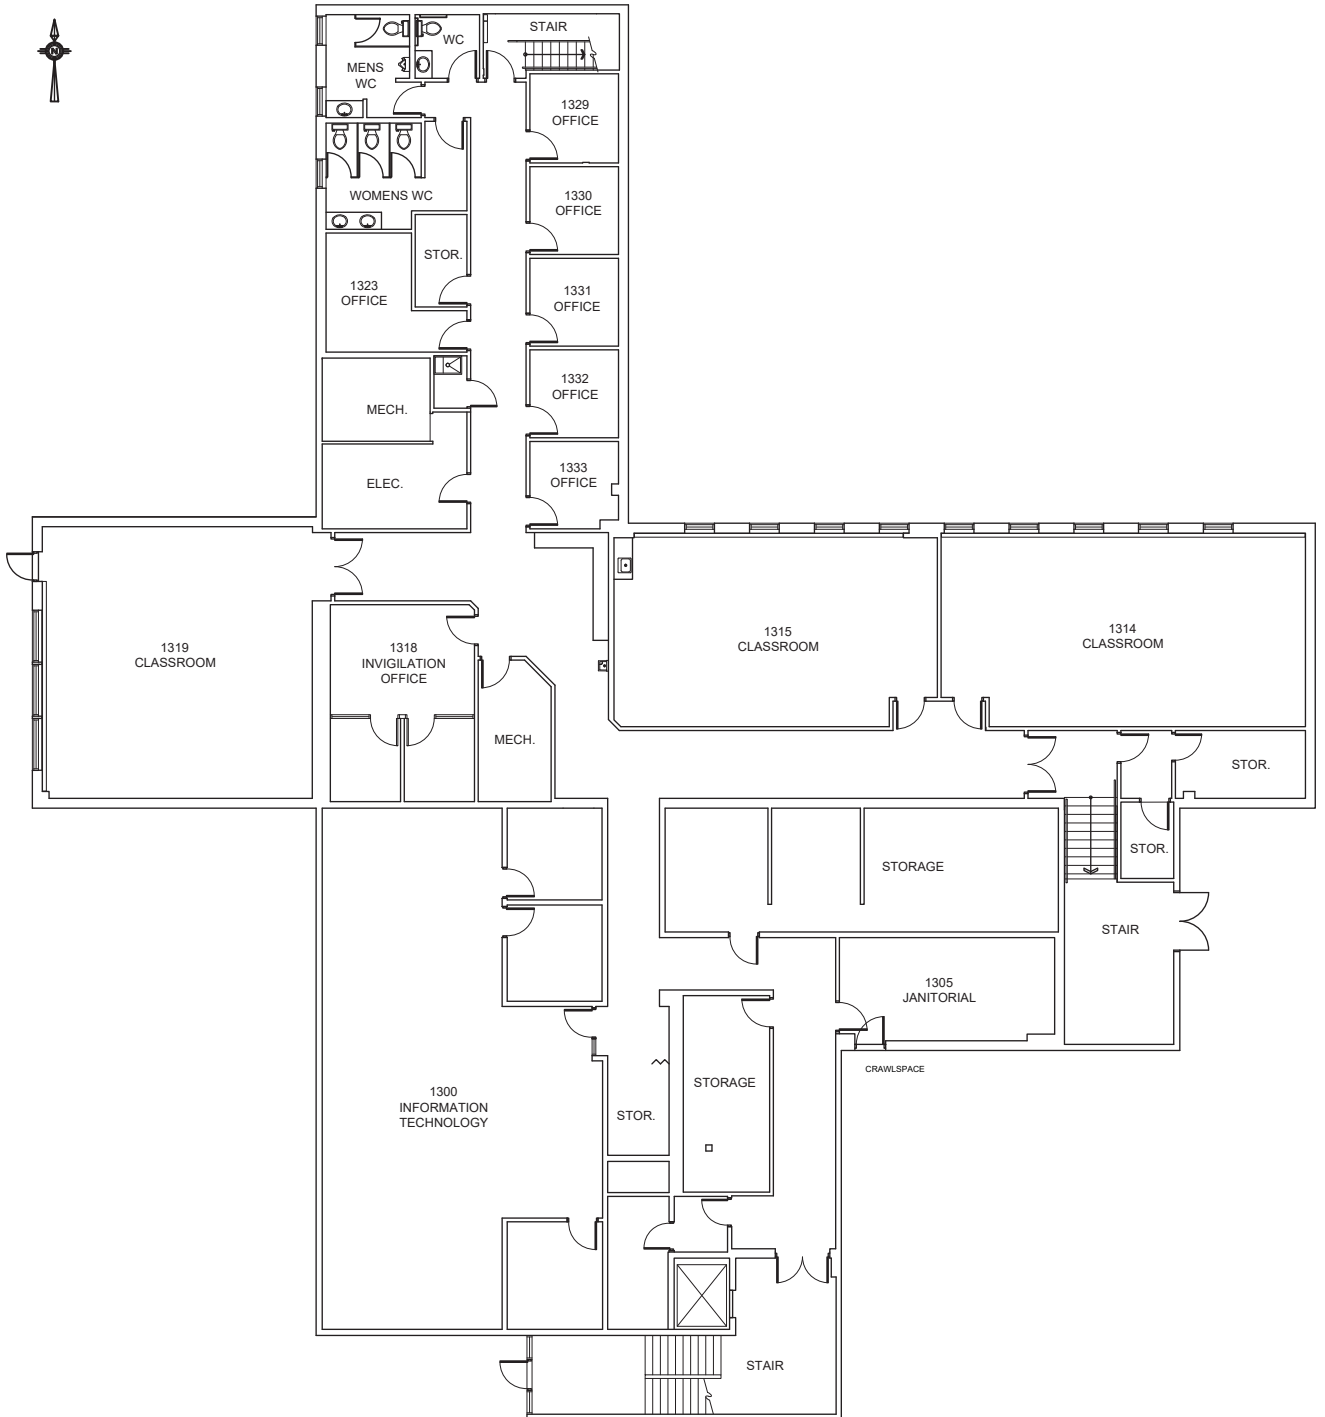 STAIR
WC
N
MENS
WC
1329
OFFICE
WOMENS WC
1330
OFFICE
STOR.
1323
OFFICE
1331
OFFICE
1332
OFFICE
MECH.
1333
OFFICE
ELEC.
1319
CLASSROOM
1318
INVIGILATION
OFFICE
1315
CLASSROOM
1314
CLASSROOM
MECH.
STOR.
STOR.
STORAGE
STAIR
1305
JANITORIAL
CRAWLSPACE
STORAGE
1300
INFORMATION
TECHNOLOGY
STOR.
STAIR